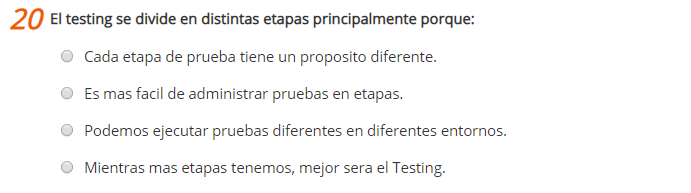 20 El testing se divide en distintas etapas principalmente porque:
Cada etapa de prueba tiene un proposito diferente.
Es mas facil de administrar pruebas en etapas.
Podemos ejecutar pruebas diferentes en diferentes entornos.
Mientras mas etapas tenemos, mejor sera el Testing.